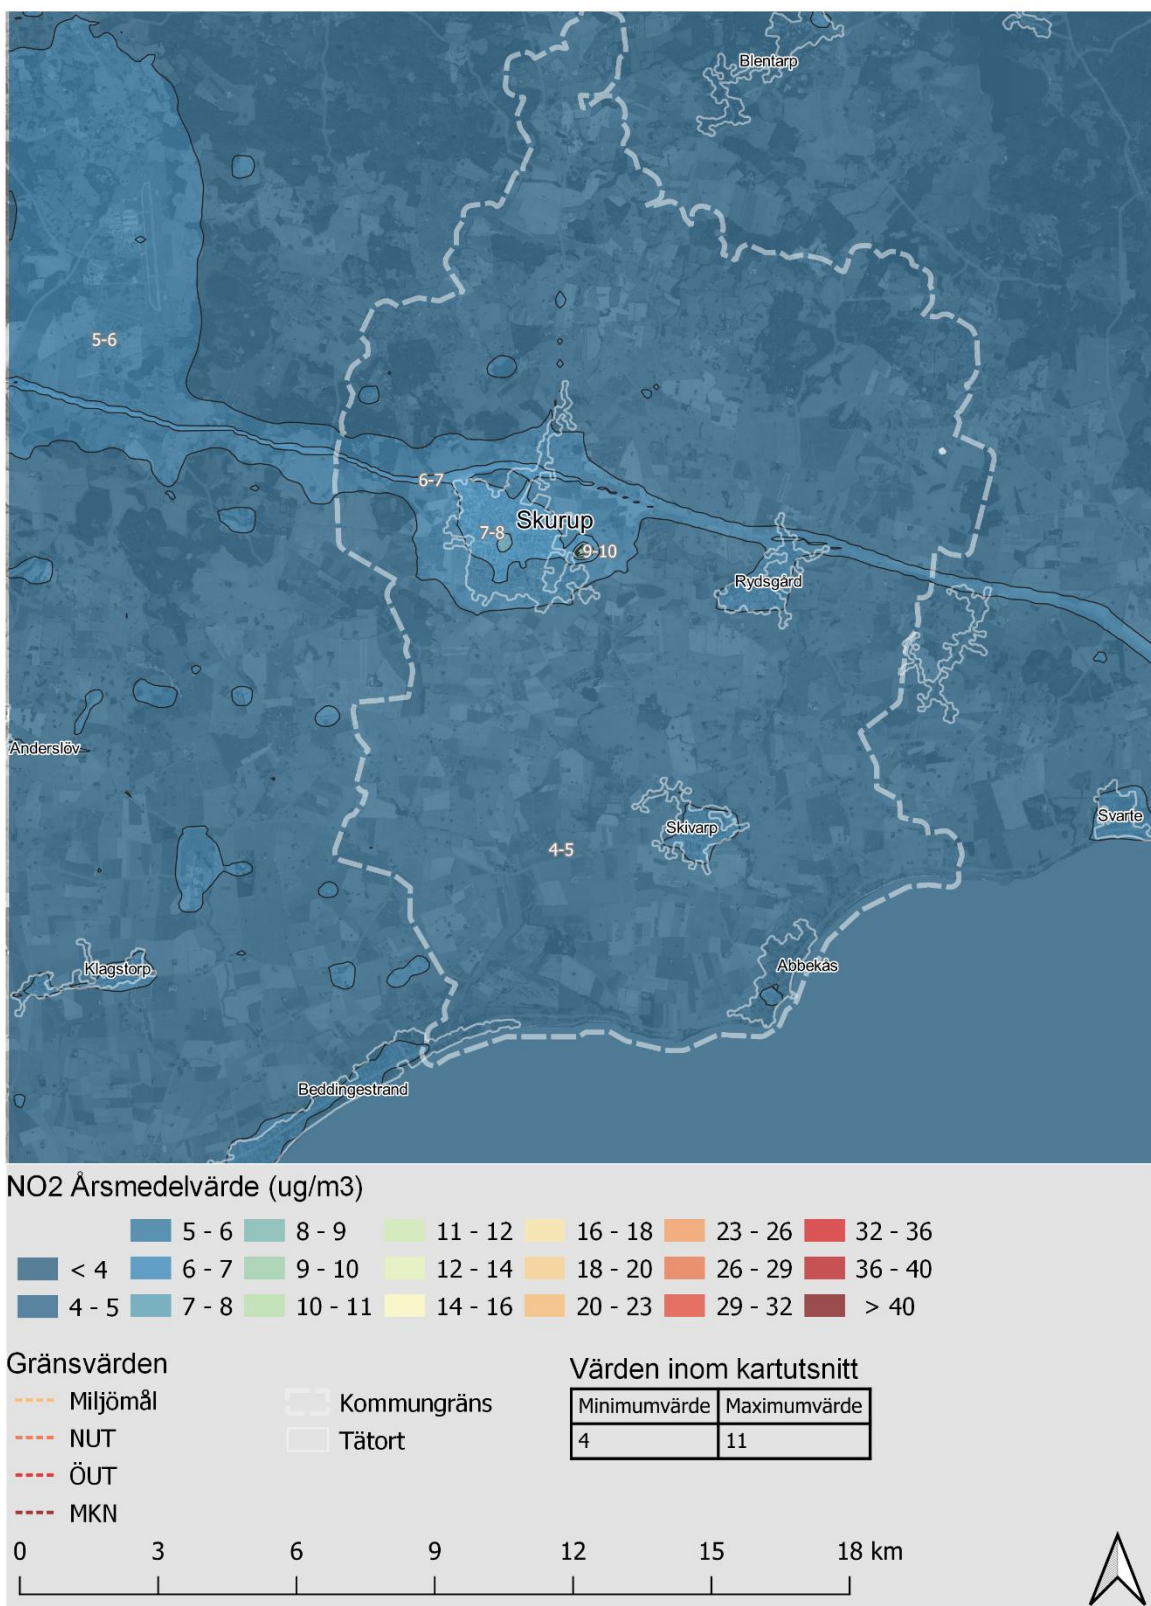 Blentarp
5-6
6-7
Skurup
7-8
9-10
Rydsgård
Anderslöv
Svarte
Skivarp
4-5
Abbekås
Klagstorp
Beddingestrand
NO2 Årsmedelvärde (ug/m3)
5 - 6 8 - 9 11 - 12 16 - 18 23 - 26 32 - 36
< 4 6 - 7 9 - 10 12 - 14 18 - 20 26 - 29 36 - 40
4 - 5 7 - 8 10 - 11 14 - 16 20 - 23 29 - 32 > 40
Gränsvärden
Miljömål
NUT
ÖUT
MKN
Kommungräns
Tätort
Värden inom kartutsnitt
Minimumvärde Maximumvärde
4 11
0 3 6 9 12 15 18 km